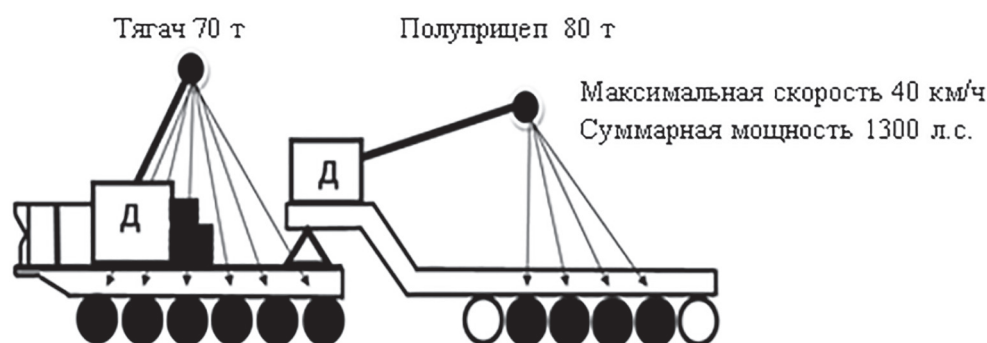 Тягач 70 т
Полуприцеп 80 т
Максимальная скорость 40 км/ч
Суммарная мощность 1300 л.с.
Д
Д